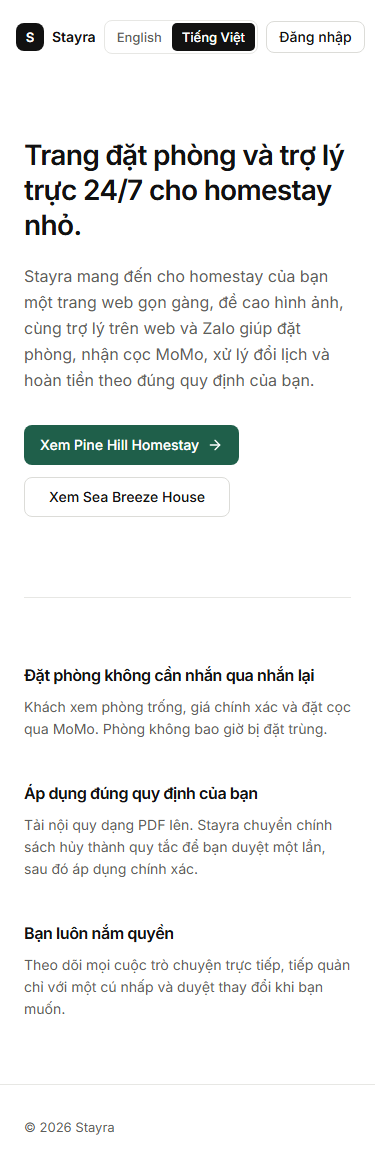 S Stayra English Tiếng Việt Đăng nhập
Trang đặt phòng và trợ lý
trực 24/7 cho homestay
nhỏ.
Stayra mang đến cho homestay của bạn
một trang web gọn gàng, đề cao hình ảnh,
cùng trợ lý trên web và Zalo giúp đặt
phòng, nhận cọc MoMo, xử lý đổi lịch và
hoàn tiền theo đúng quy định của bạn.
Xem Pine Hill Homestay →
Xem Sea Breeze House
Đặt phòng không cần nhắn qua nhắn lại
Khách xem phòng trống, giá chính xác và đặt cọc
qua MoMo. Phòng không bao giờ bị đặt trùng.
Áp dụng đúng quy định của bạn
Tải nội quy dạng PDF lên. Stayra chuyển chính
sách hủy thành quy tắc để bạn duyệt một lần,
sau đó áp dụng chính xác.
Bạn luôn nắm quyền
Theo dõi mọi cuộc trò chuyện trực tiếp, tiếp quản
chỉ với một cú nhấp và duyệt thay đổi khi bạn
muốn.
© 2026 Stayra